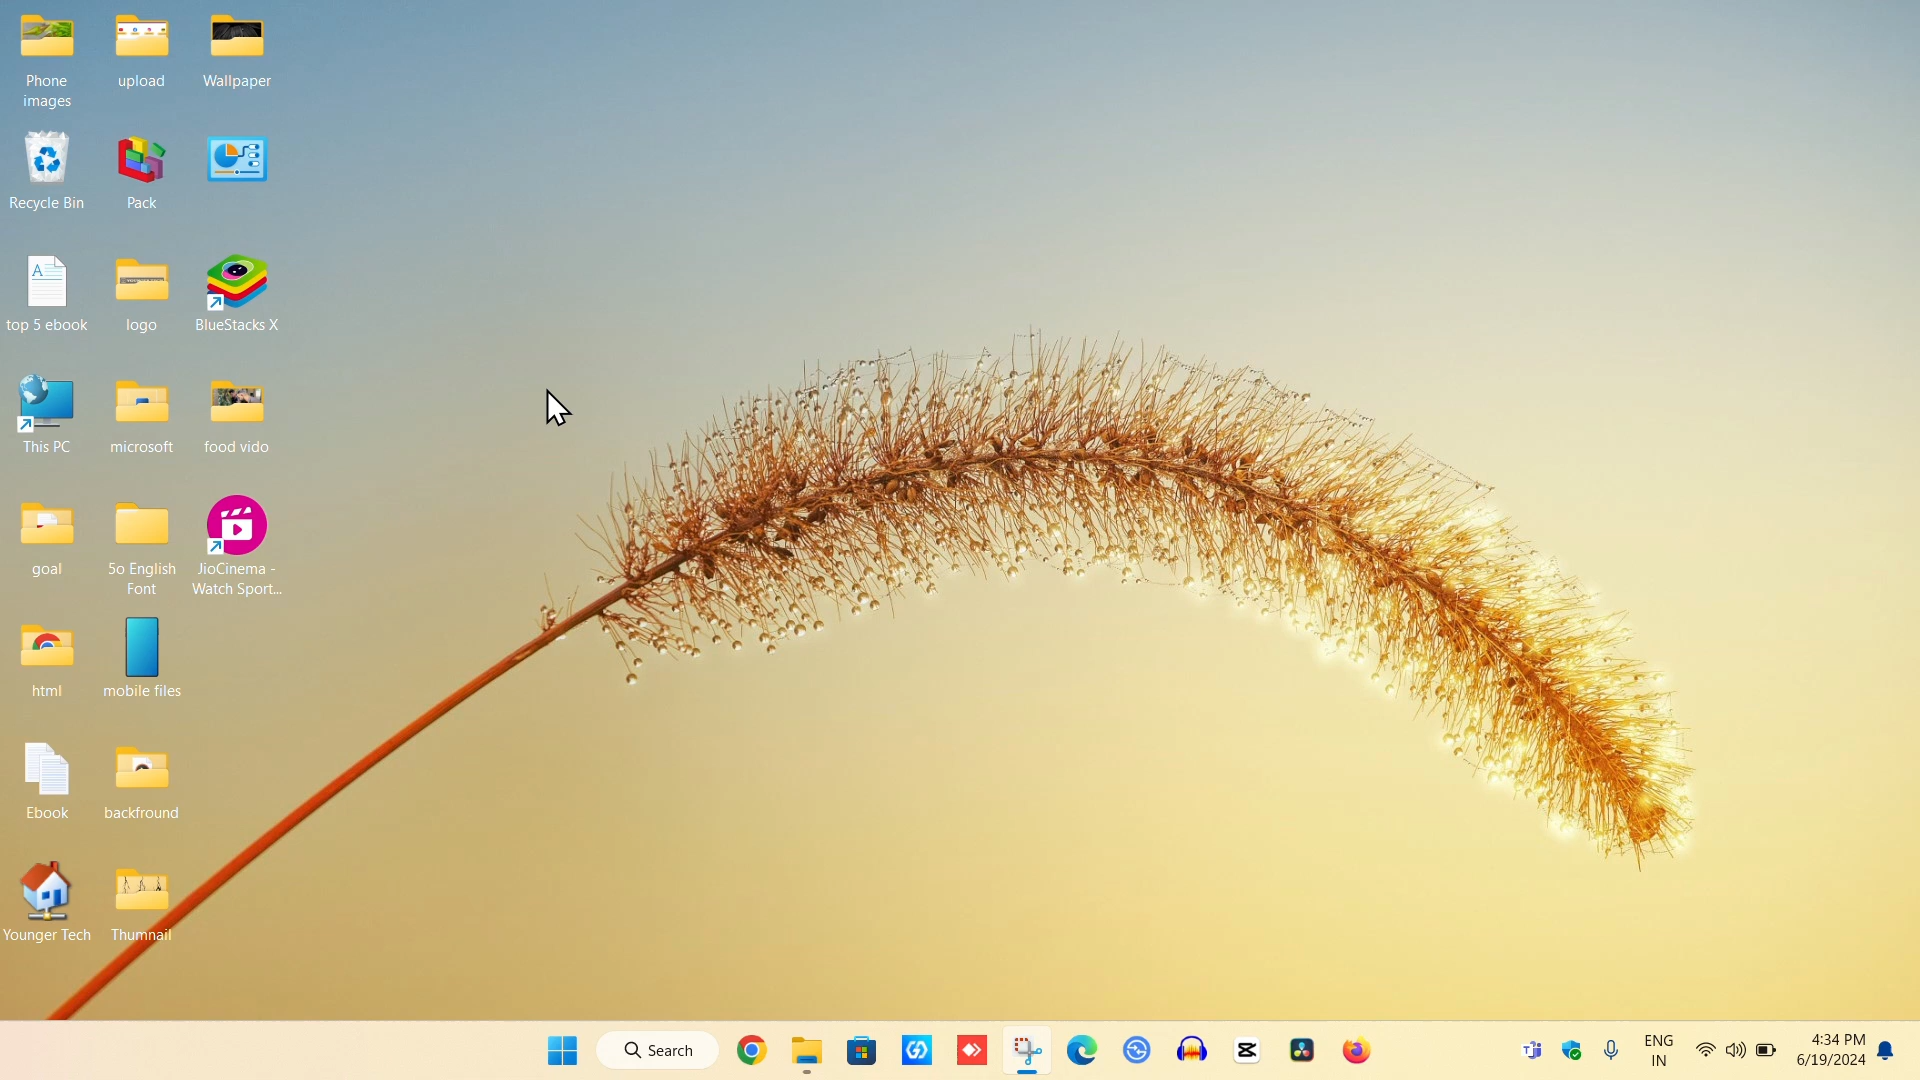 Phone
images
upload
Wallpaper
Recycle Bin
Pack
top 5 ebook
logo
BlueStacks X
This PC
microsoft
food vido
goal
5o English
Font
JioCinema -
Watch Sport...
html
mobile files
Ebook
backfround
Younger Tech
Thumnail
Search
ENG
IN
4:34 PM
6/19/2024